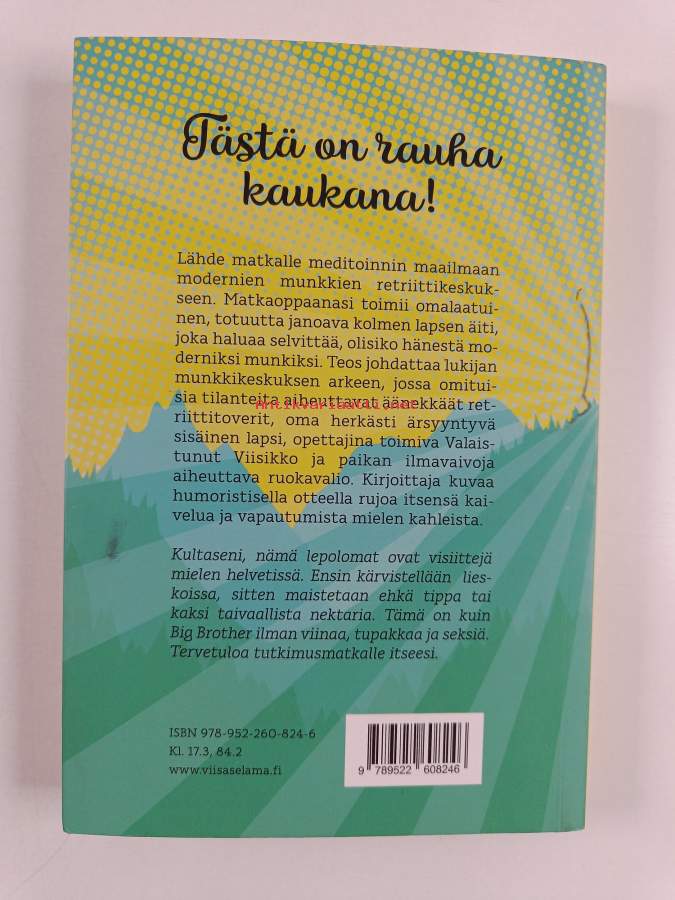 Tästä on rauha
kaukana!
Lähde matkalle meditoinnin maailmaan
modernien munkkien retriittikeskuk-
seen. Matkaoppaanasi toimii omalaatui-
nen, totuutta janoava kolmen lapsen äiti,
joka haluaa selvittää, olisiko hänestä mo-
derniksi munkiksi. Teos johdattaa lukijan
munkkikeskuksen arkeen, jossa omitui-
sia tilanteita aiheuttavat äänekkäät ret-
Antikvariaatti.net
riittitoverit, oma herkästi ärsyyntyvä
sisäinen lapsi, opettajina toimiva Valais-
tunut Viisikko ja paikan ilmavaivoja
aiheuttava ruokavalio. Kirjoittaja kuvaa
humoristisella otteella rujoa itsensä kai-
velua ja vapautumista mielen kahleista.
Kultaseni, nämä lepolomat ovat visiittejä
mielen helvetissä. Ensin kärvistellään lies-
koissa, sitten maistetaan ehkä tippa tai
kaksi taivaallista nektaria. Tämä on kuin
Big Brother ilman viinaa, tupakkaa ja seksiä.
Tervetuloa tutkimusmatkalle itseesi.
ISBN 978-952-260-824-6
Kl. 17.3, 84.2
www.viisaselama.fi
9 789522 608246